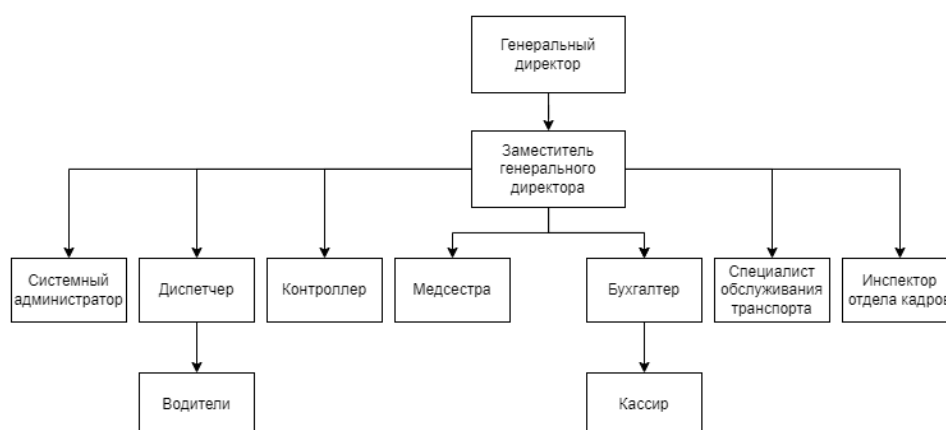 Генеральный
директор
Заместитель
генерального
директора
Системный
администратор
Диспетчер
Контроллер
Медсестра
Бухгалтер
Специалист
обслуживания
транспорта
Инспектор
отдела кадров
Водители
Кассир